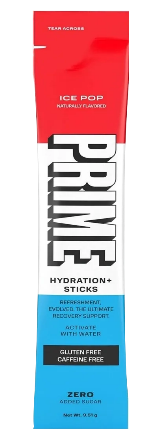 TEAR ACROSS
ICE POP
NATURALLY FLAVORED
PRIME
HYDRATION+
STICKS
REFRESHMENT,
EVOLVED. THE ULTIMATE
RECOVERY SUPPORT.
ACTIVATE
WITH WATER
GLUTEN FREE
CAFFEINE FREE
ZERO
ADDED SUGAR